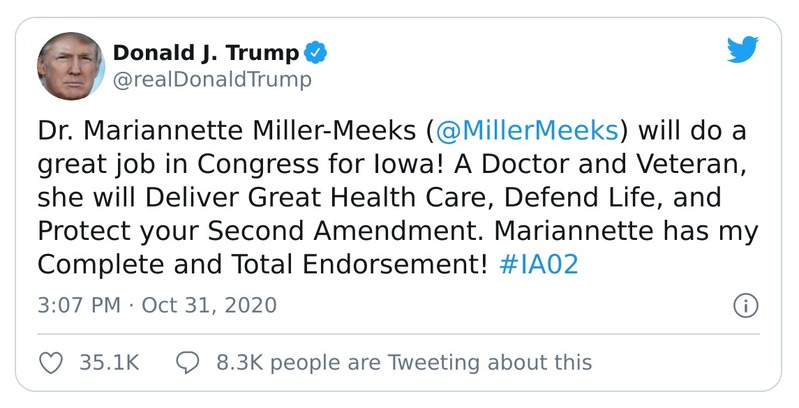 Donald J. Trump
@realDonaldTrump
Dr. Mariannette Miller-Meeks (@MillerMeeks) will do a
great job in Congress for Iowa! A Doctor and Veteran,
she will Deliver Great Health Care, Defend Life, and
Protect your Second Amendment. Mariannette has my
Complete and Total Endorsement! #IA02
3:07 PM · Oct 31, 2020
35.1K 8.3K people are Tweeting about this